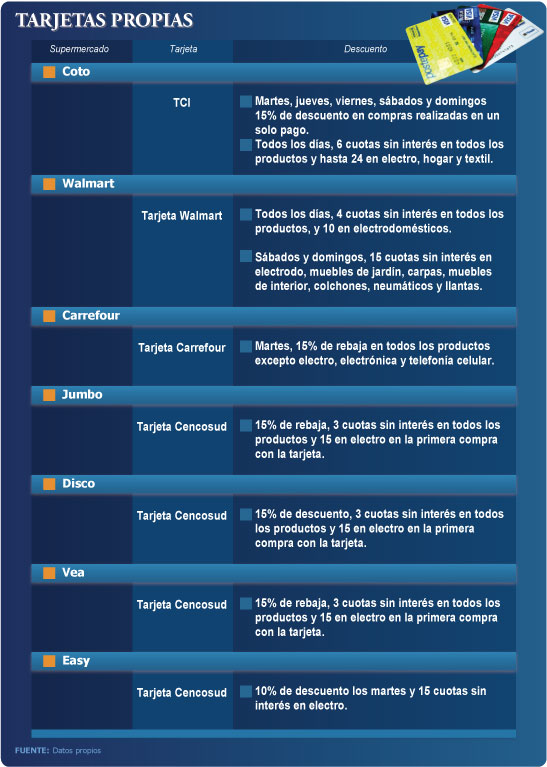 TARJETAS PROPIAS
Supermercado Tarjeta Descuento
Coto
TCI
Martes, jueves, viernes, sábados y domingos
15% de descuento en compras realizadas en un
solo pago.
Todos los días, 6 cuotas sin interés en todos los
productos y hasta 24 en electro, hogar y textil.
Walmart
Tarjeta Walmart
Todos los días, 4 cuotas sin interés en todos los
productos, y 10 en electrodomésticos.
Sábados y domingos, 15 cuotas sin interés en
electrodo, muebles de jardín, carpas, muebles
de interior, colchones, neumáticos y llantas.
Carrefour
Tarjeta Carrefour
Martes, 15% de rebaja en todos los productos
excepto electro, electrónica y telefonía celular.
Jumbo
Tarjeta Cencosud
15% de rebaja, 3 cuotas sin interés en todos los
productos y 15 en electro en la primera compra
con la tarjeta.
Disco
Tarjeta Cencosud
15% de descuento, 3 cuotas sin interés en todos
los productos y 15 en electro en la primera
compra con la tarjeta.
Vea
Tarjeta Cencosud
15% de rebaja, 3 cuotas sin interés en todos los
productos y 15 en electro en la primera compra
con la tarjeta.
Easy
Tarjeta Cencosud
10% de descuento los martes y 15 cuotas sin
interés en electro.
FUENTE: Datos propios
VISA
VISA